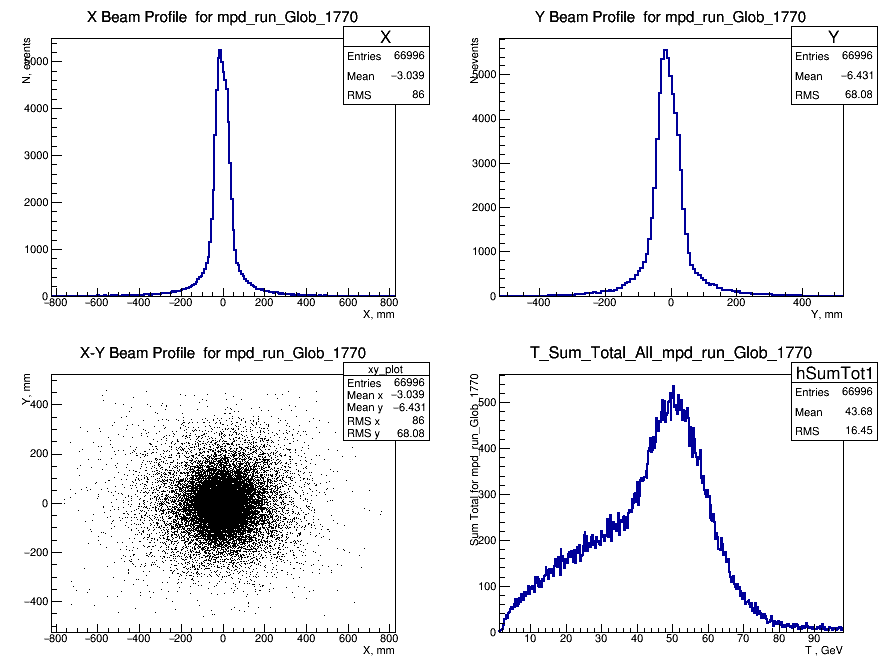 X Beam Profile for mpd_run_Glob_1770
X
Entries 66996
Mean −3.039
RMS 86
N, events
5000
4000
3000
2000
1000
0
−800 −600 −400 −200 0 200 400 600 800
X, mm
Y Beam Profile for mpd_run_Glob_1770
Y
Entries 66996
Mean −6.431
RMS 68.08
N, events
5000
4000
3000
2000
1000
0
−400 −200 0 200 400
Y, mm
X-Y Beam Profile for mpd_run_Glob_1770
xy_plot
Entries 66996
Mean x −3.039
Mean y −6.431
RMS x 86
RMS y 68.08
Y, mm
400
200
0
−200
−400
−800 −600 −400 −200 0 200 400 600 800
X, mm
T_Sum_Total_All_mpd_run_Glob_1770
hSumTot1
Entries 66996
Mean 43.68
RMS 16.45
Sum Total for mpd_run_Glob_1770
500
400
300
200
100
0
10 20 30 40 50 60 70 80 90
T , GeV